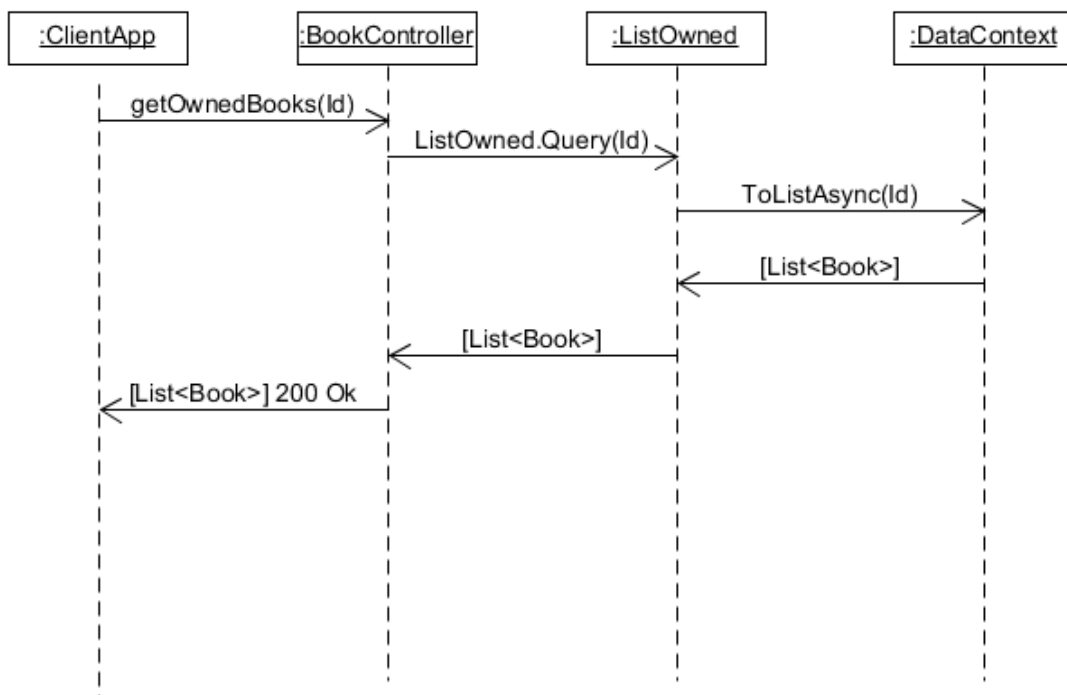 :ClientApp
:BookController
:ListOwned
:DataContext
getOwnedBooks(Id)
ListOwned.Query(Id)
ToListAsync(Id)
[List<Book>]
[List<Book>]
[List<Book>] 200 Ok